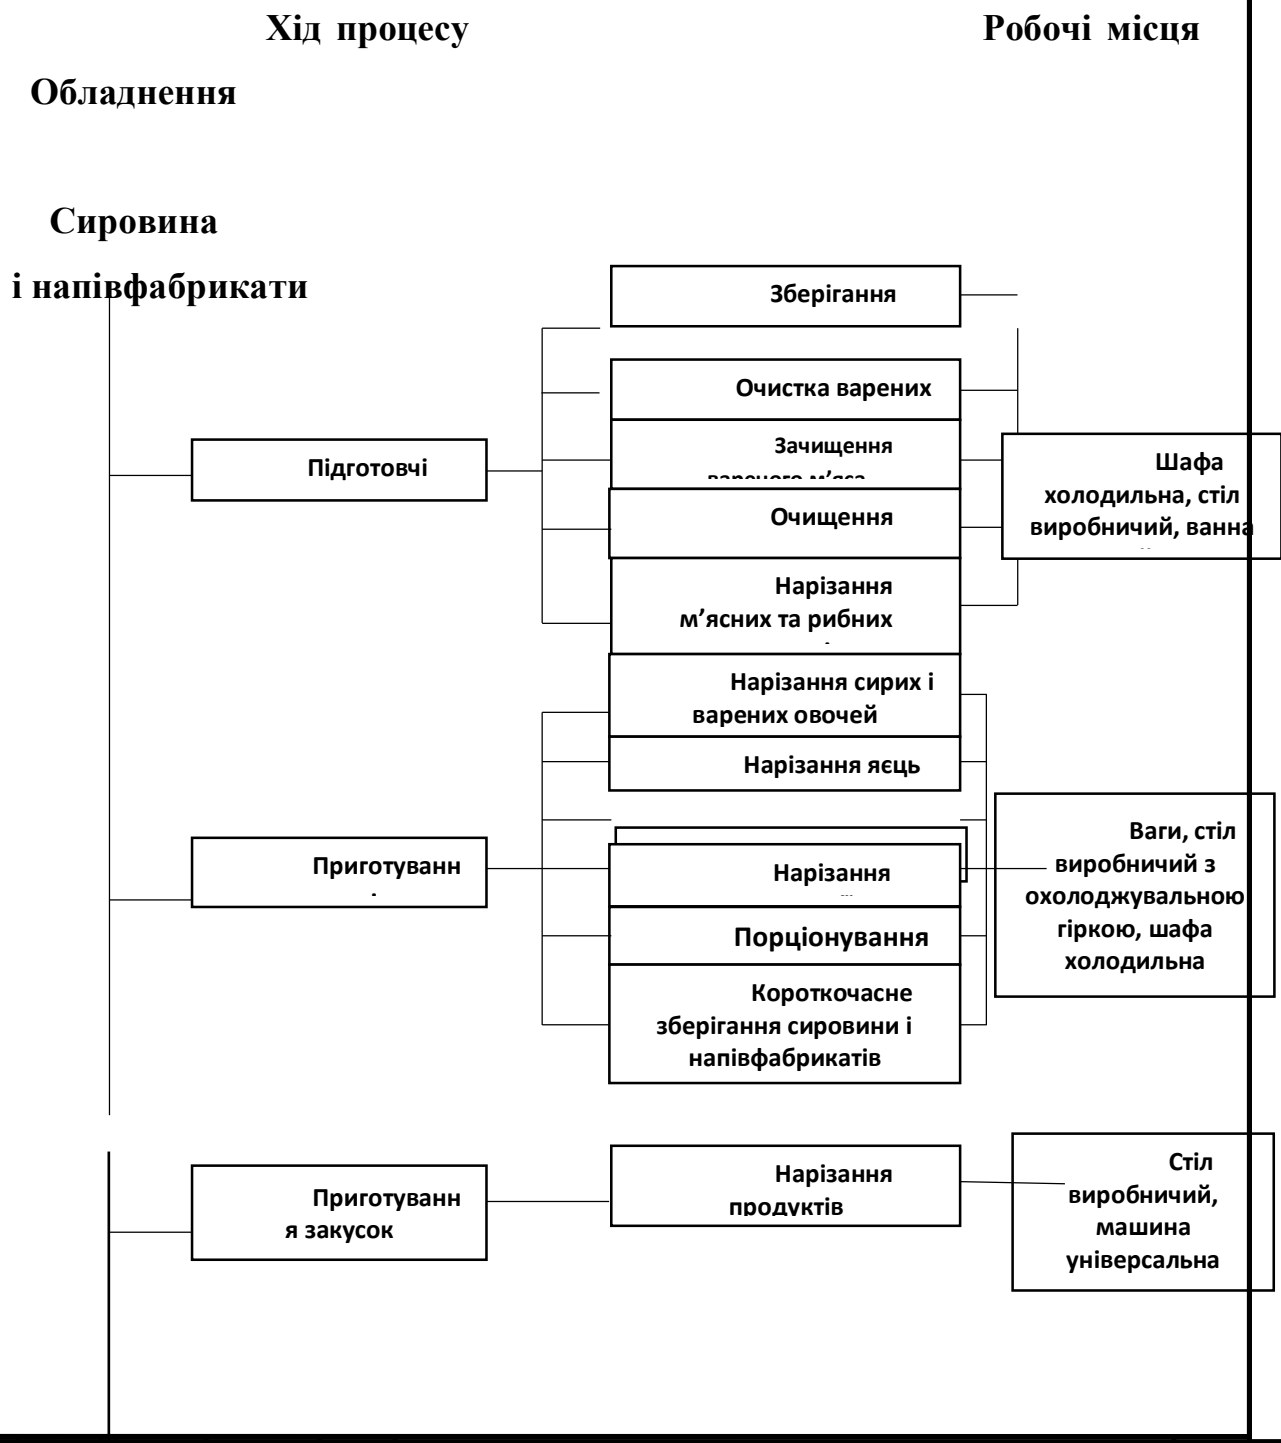 Хід процесу Робочі місця
Обладнення
Сировина
і напівфабрикати
Зберігання
Очистка варених
Зачищення
вареного м’яса
Очищення
Нарізання
м’ясних та рибних
Підготовчі
Шафа
холодильна, стіл
виробничий, ванна
Нарізання сирих і
варених овочей
Нарізання яєць
Приготуванн
Нарізання
Порціонування
Короткочасне
зберігання сировини і
напівфабрикатів
Ваги, стіл
виробничий з
охолоджувальною
гіркою, шафа
холодильна
Приготуванн
я закусок
Нарізання
продуктів
Стіл
виробничий,
машина
універсальна